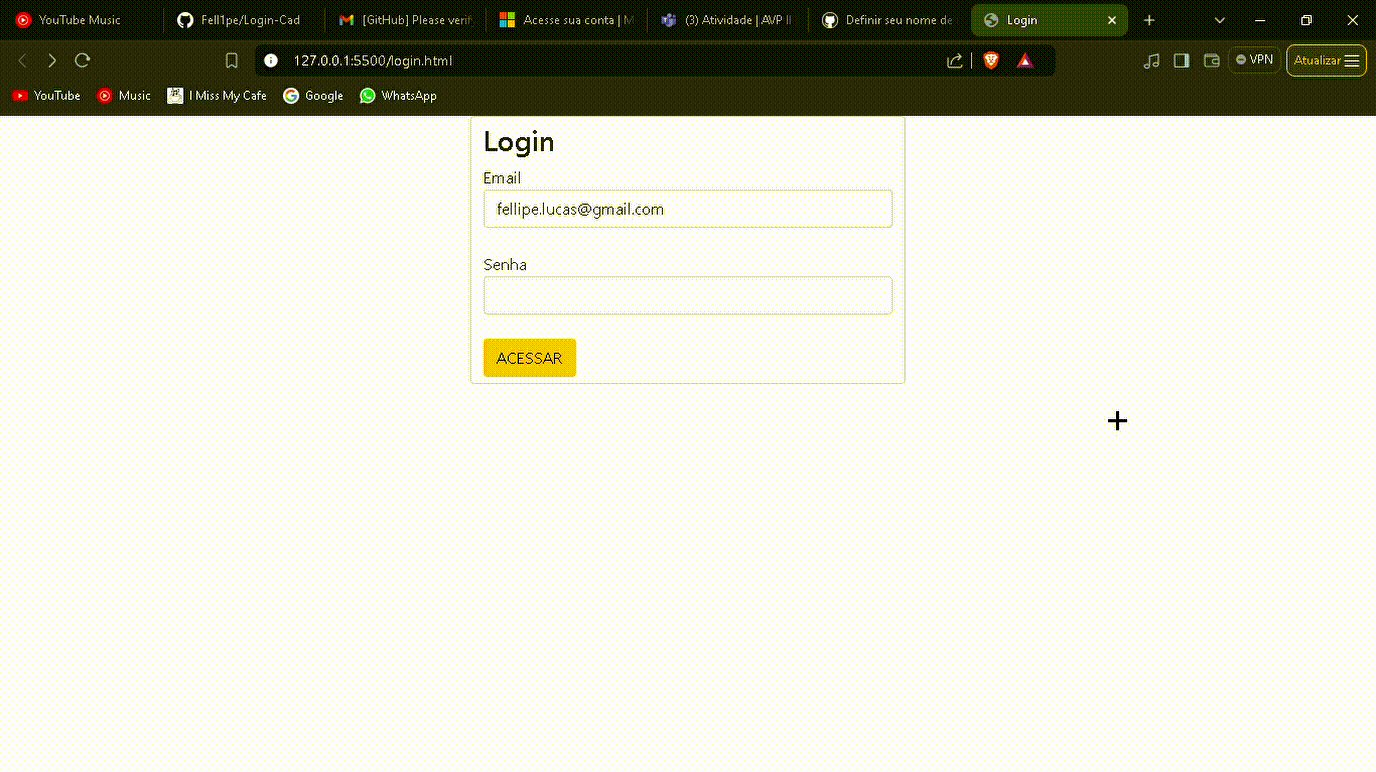 YouTube Music
Fell1pe/Login-Cad
[GitHub] Please verif
Acesse sua conta | M
(3) Atividade | AVP II
Definir seu nome de
Login
127.0.0.1:5500/login.html
VPN
Atualizar
YouTube
Music
I Miss My Cafe
Google
WhatsApp
Login
Email
fellipe.lucas@gmail.com
Senha
ACESSAR